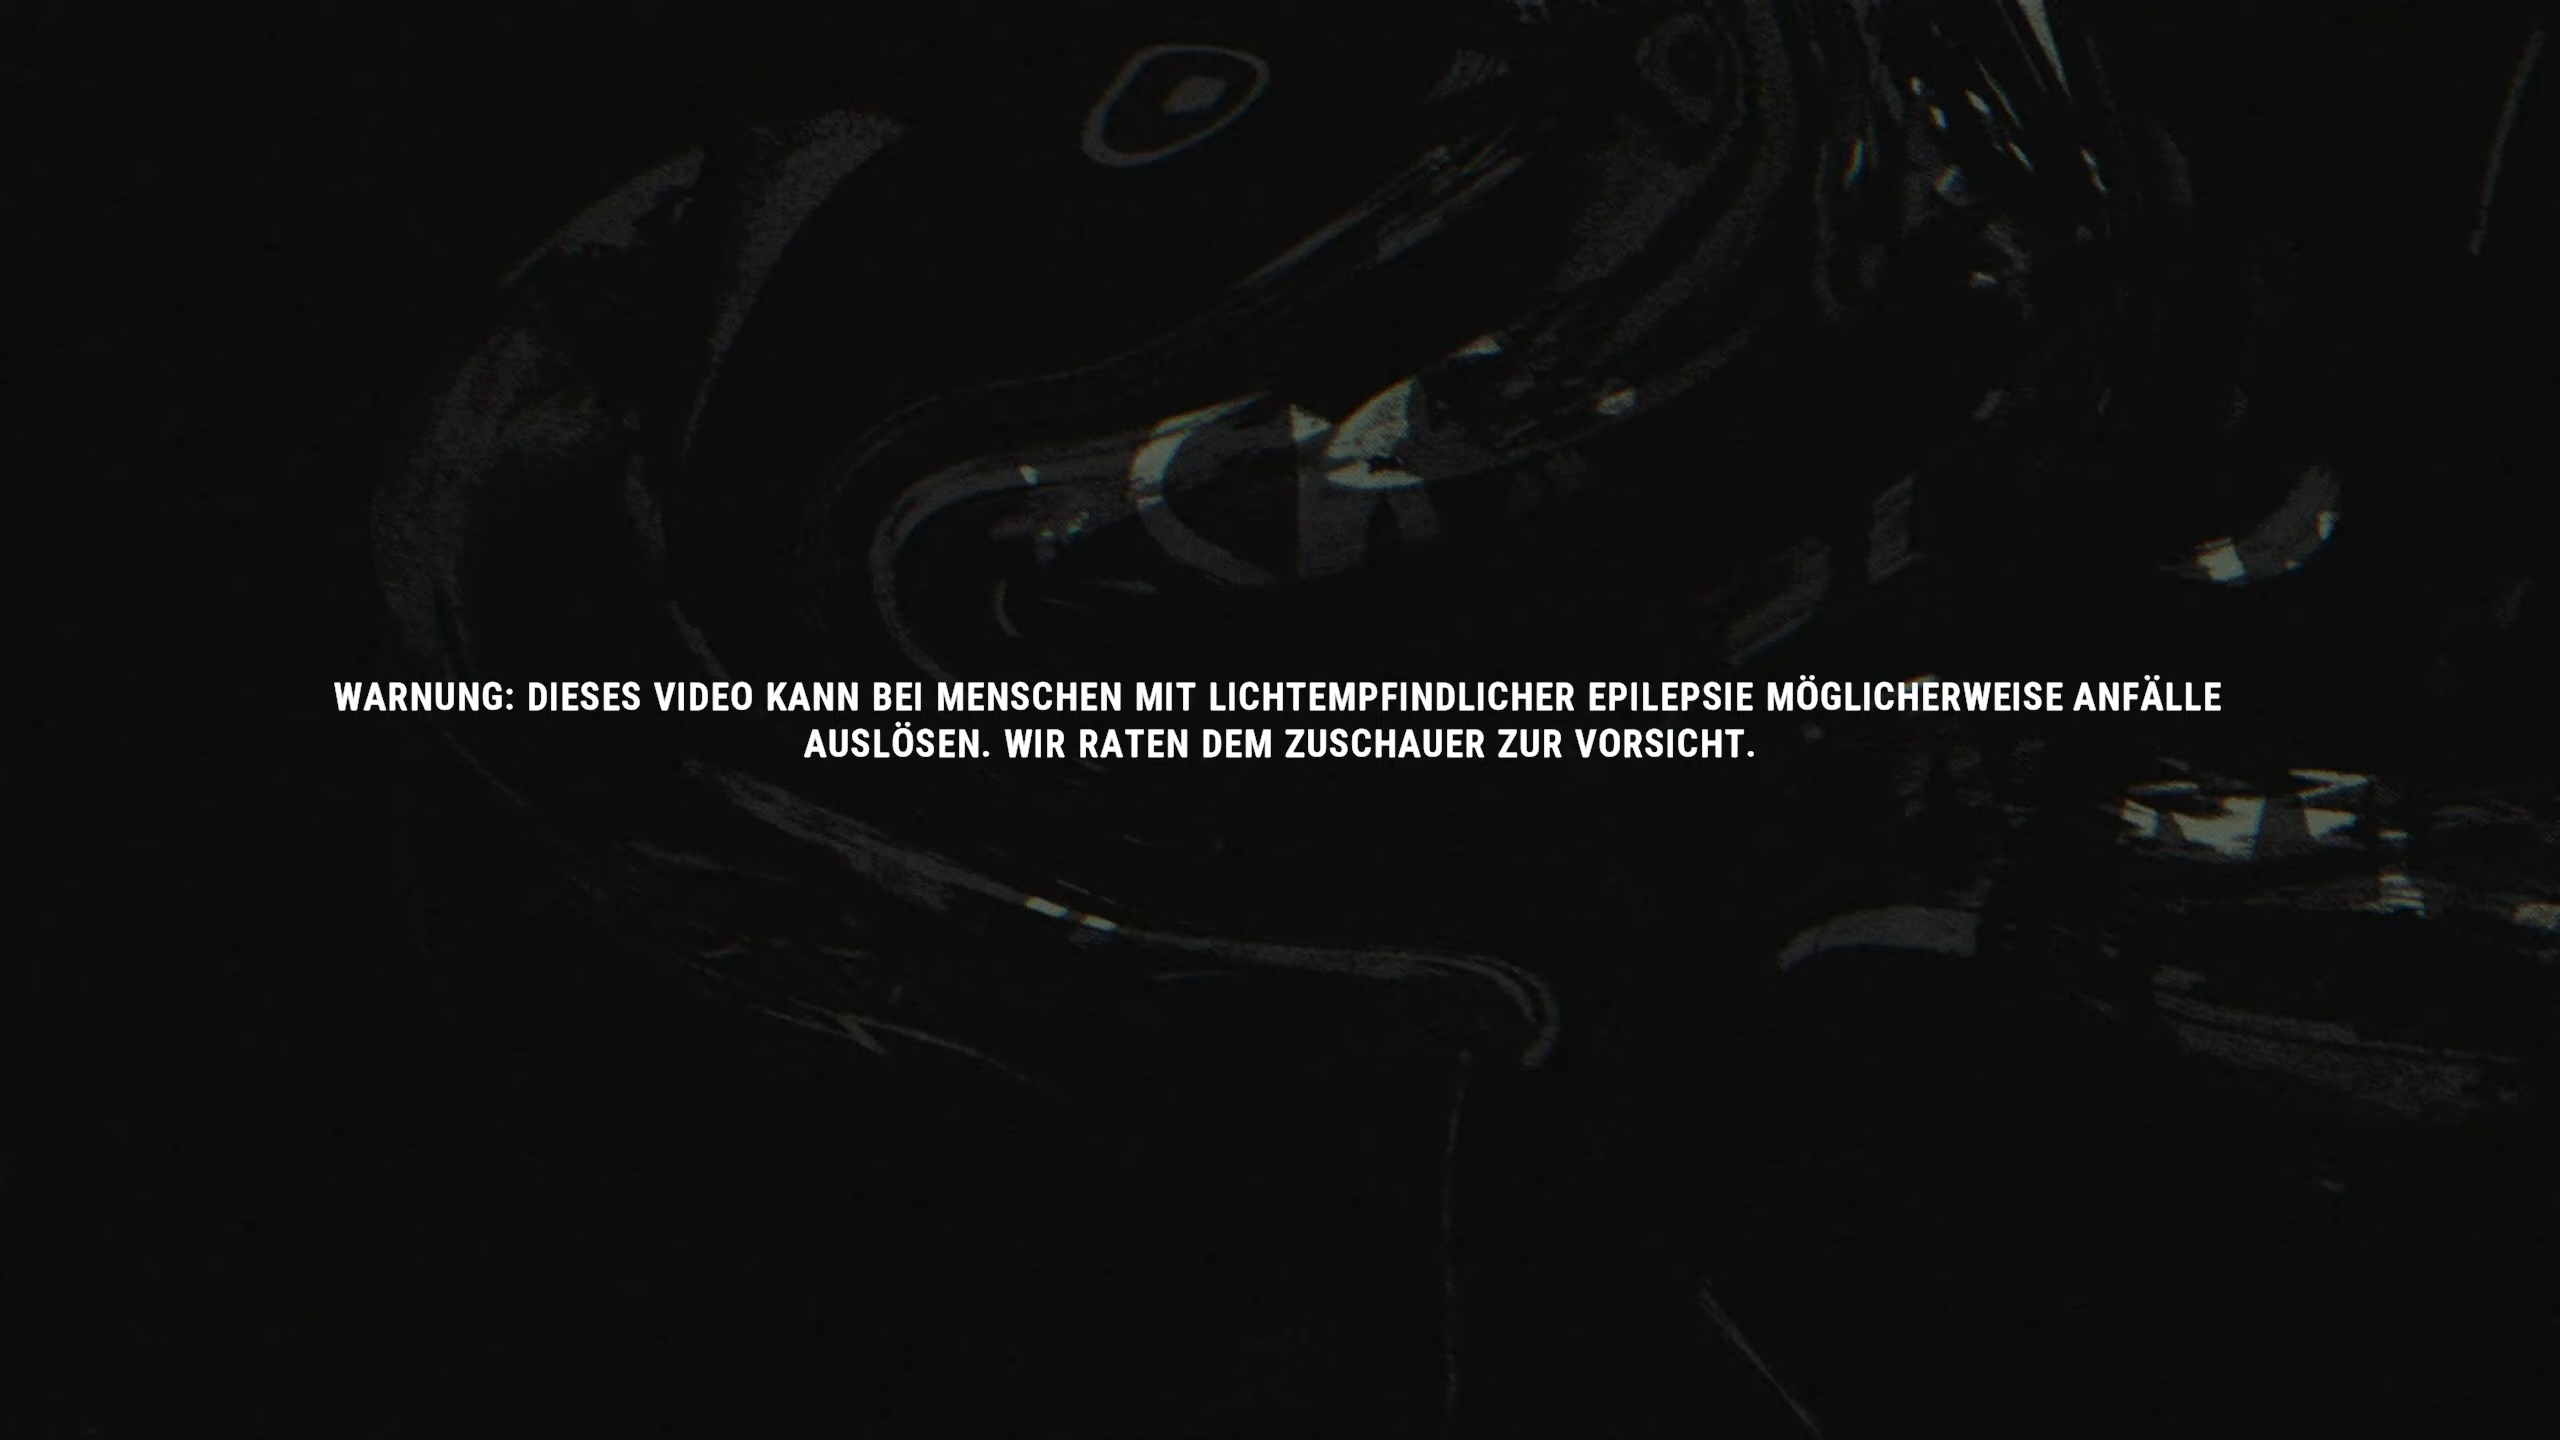 WARNUNG: DIESES VIDEO KANN BEI MENSCHEN MIT LICHTEMPFINDLICHER EPILEPSIE MÖGLICHERWEISE ANFÄLLE
AUSLÖSEN. WIR RATEN DEM ZUSCHAUER ZUR VORSICHT.